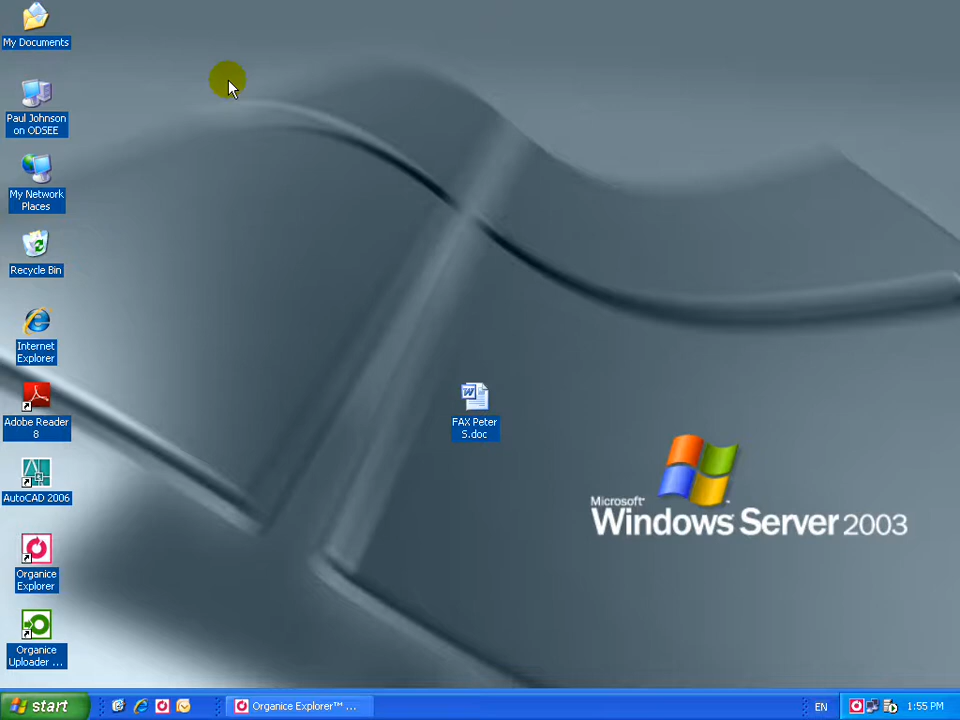 My Documents
Paul Johnson
on ODSEE
My Network
Places
Recycle Bin
Internet
Explorer
Adobe Reader
8
AutoCAD 2006
Organice
Explorer
Organice
Uploader ...
FAX Peter
S.doc
Microsoft
Windows Server 2003
start
Organice Explorer™ ...
EN
1:55 PM